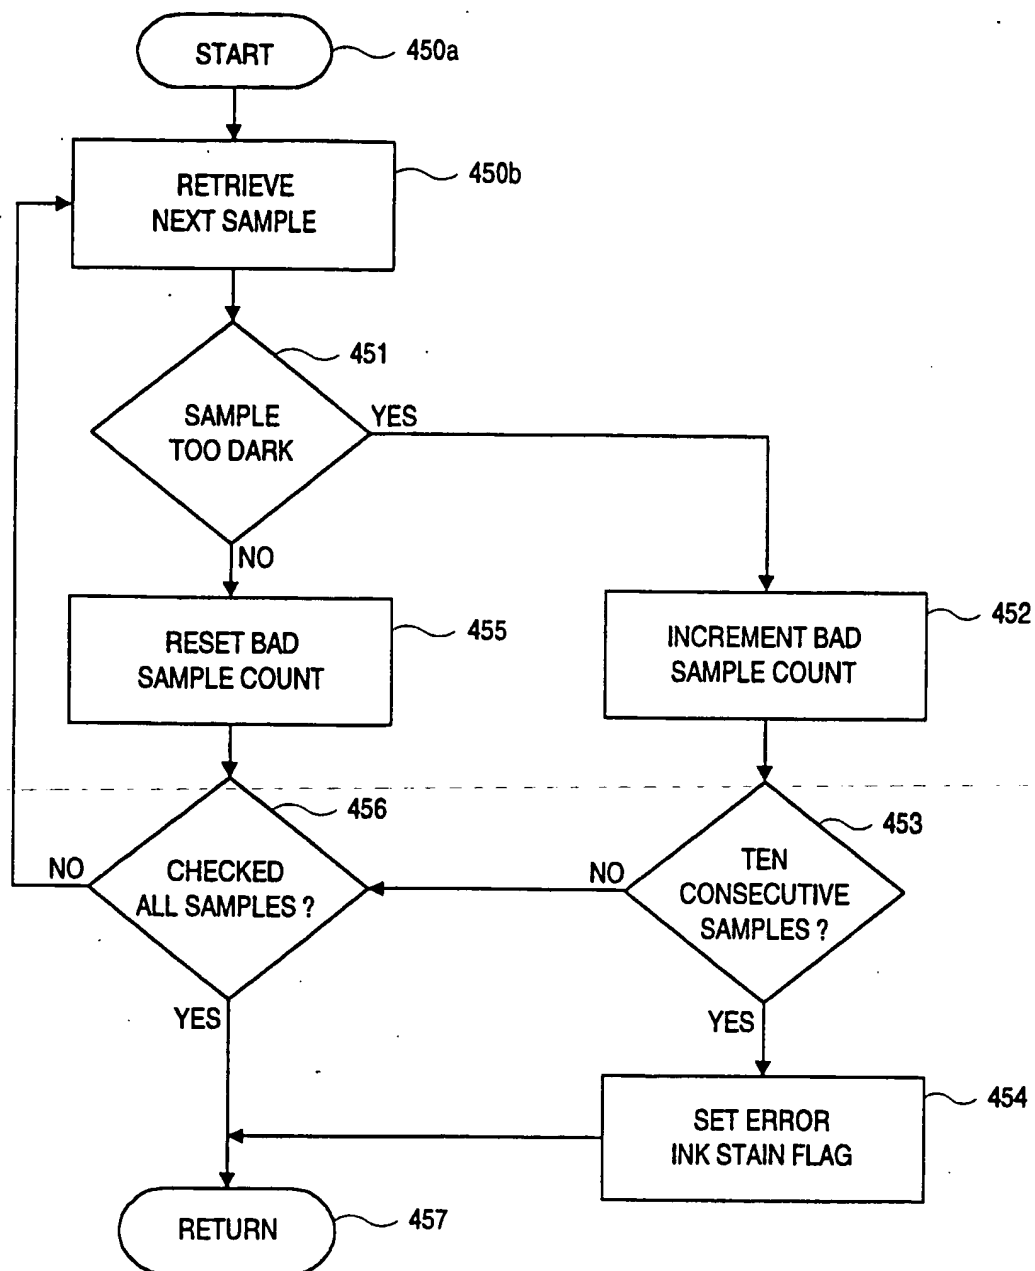 START
450a
RETRIEVE
NEXT SAMPLE
450b
451
SAMPLE
TOO DARK
YES
NO
RESET BAD
SAMPLE COUNT
455
INCREMENT BAD
SAMPLE COUNT
452
456
CHECKED
ALL SAMPLES ?
NO
YES
453
TEN
CONSECUTIVE
SAMPLES ?
NO
YES
SET ERROR
INK STAIN FLAG
454
RETURN
457